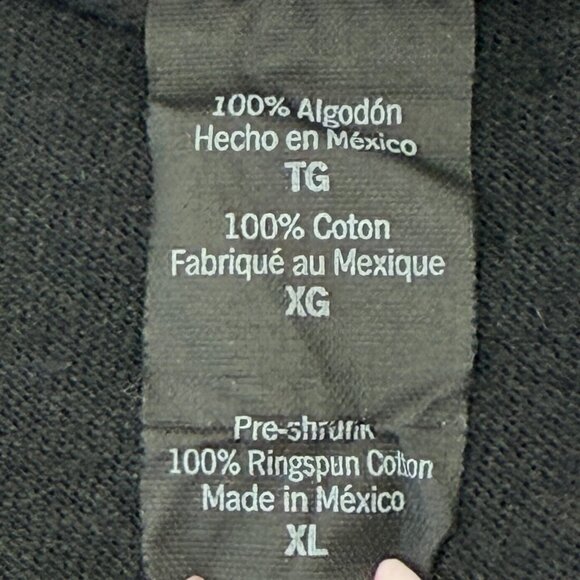 100% Algodón
Hecho en México
TG
100% Coton
Fabriqué au Mexique
XG
Pre-shrunk
100% Ringspun Cotton
Made in México
XL